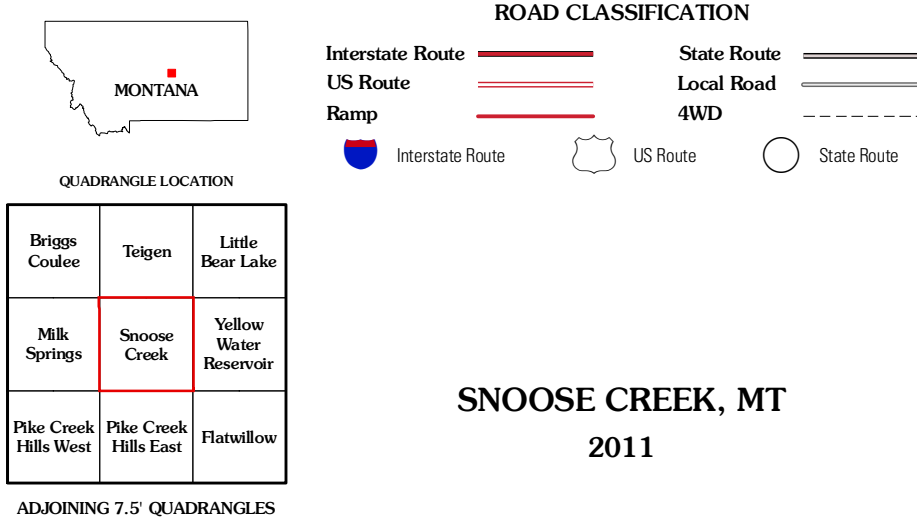 MONTANA
QUADRANGLE LOCATION
ROAD CLASSIFICATION
Interstate Route
US Route
Ramp
State Route
Local Road
4WD
Interstate Route
US Route
State Route
Briggs
Coulee
Teigen
Little
Bear Lake
Milk
Springs
Snoose
Creek
Yellow
Water
Reservoir
Pike Creek
Hills West
Pike Creek
Hills East
Flatwillow
ADJOINING 7.5' QUADRANGLES
SNOOSE CREEK, MT
2011